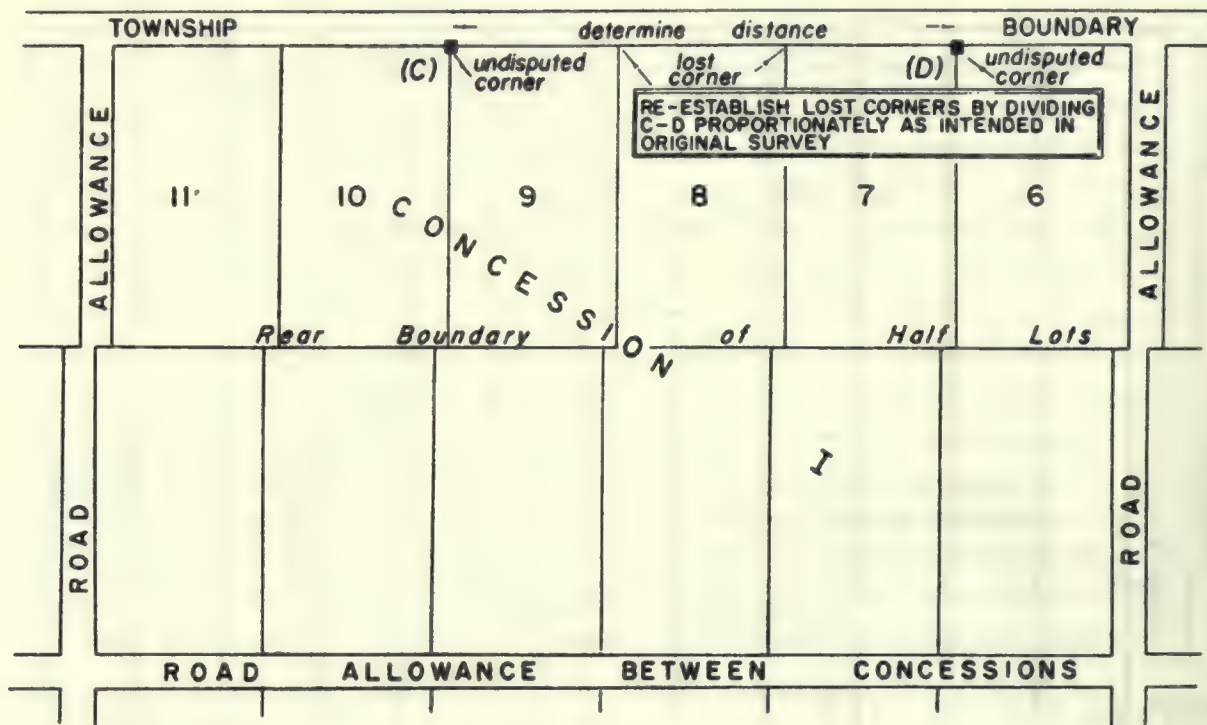 TOWNSHIP ← determine distance → BOUNDARY
(C) undisputed corner
lost corner
(D) undisputed corner
RE-ESTABLISH LOST CORNERS BY DIVIDING
C-D PROPORTIONATELY AS INTENDED IN
ORIGINAL SURVEY
ALLOWANCE
ALLOWANCE
11 10 9 8 7 6
CONCESSION
Rear Boundary of Half Lots
I
ROAD
ROAD
ROAD ALLOWANCE BETWEEN CONCESSIONS